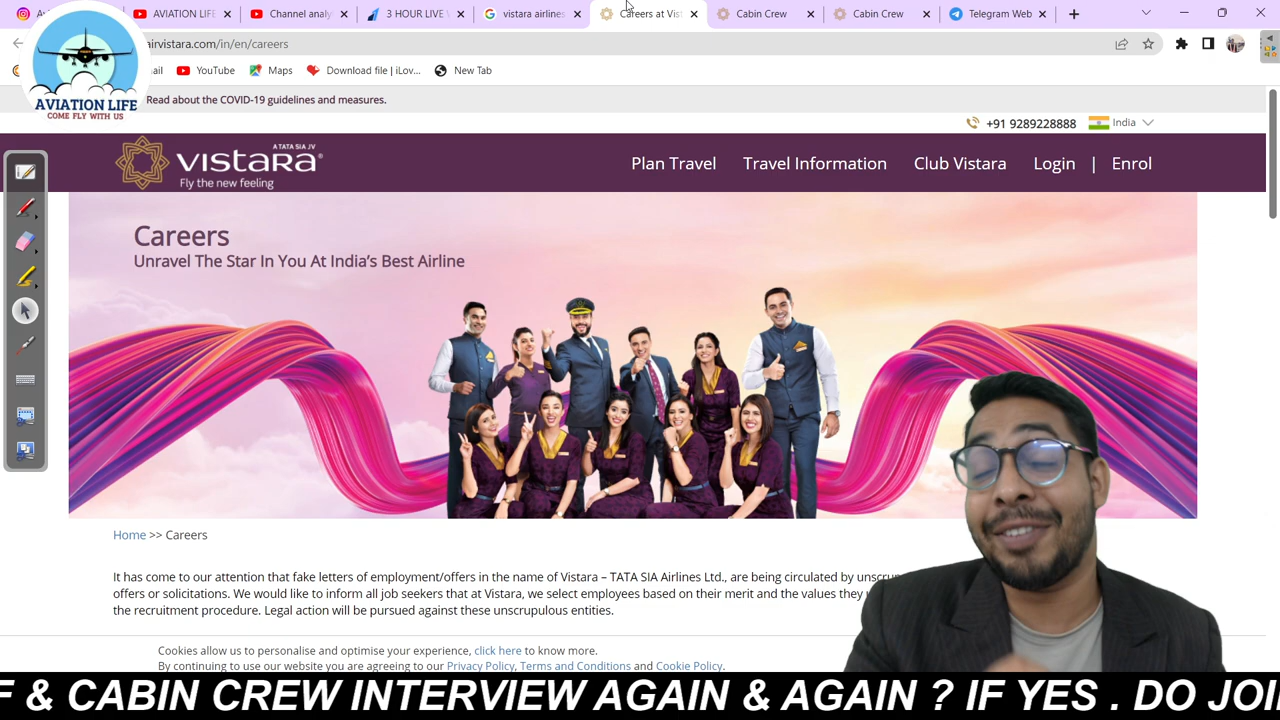 AVIATION LIFE
Channel analy
3 HOUR LIVE
vistara airlines
Careers at Vist
Cabin Crew
Cabin Crew
Telegram Web
airvistara.com/in/en/careers
AVIATION LIFE
COME FLY WITH US
ail
YouTube
Maps
Download file | iLov...
New Tab
Read about the COVID-19 guidelines and measures.
+91 9289228888
India
A TATA SIA JV
VISTARA
Fly the new feeling
Plan Travel
Travel Information
Club Vistara
Login | Enrol
Careers
Unravel The Star In You At India's Best Airline
Home >> Careers
It has come to our attention that fake letters of employment/offers in the name of Vistara – TATA SIA Airlines Ltd., are being circulated by unscru
offers or solicitations. We would like to inform all job seekers that at Vistara, we select employees based on their merit and the values they
the recruitment procedure. Legal action will be pursued against these unscrupulous entities.
Cookies allow us to personalise and optimise your experience, click here to know more.
By continuing to use our website you are agreeing to our Privacy Policy, Terms and Conditions and Cookie Policy.
F & CABIN CREW INTERVIEW AGAIN & AGAIN ? IF YES . DO JOI